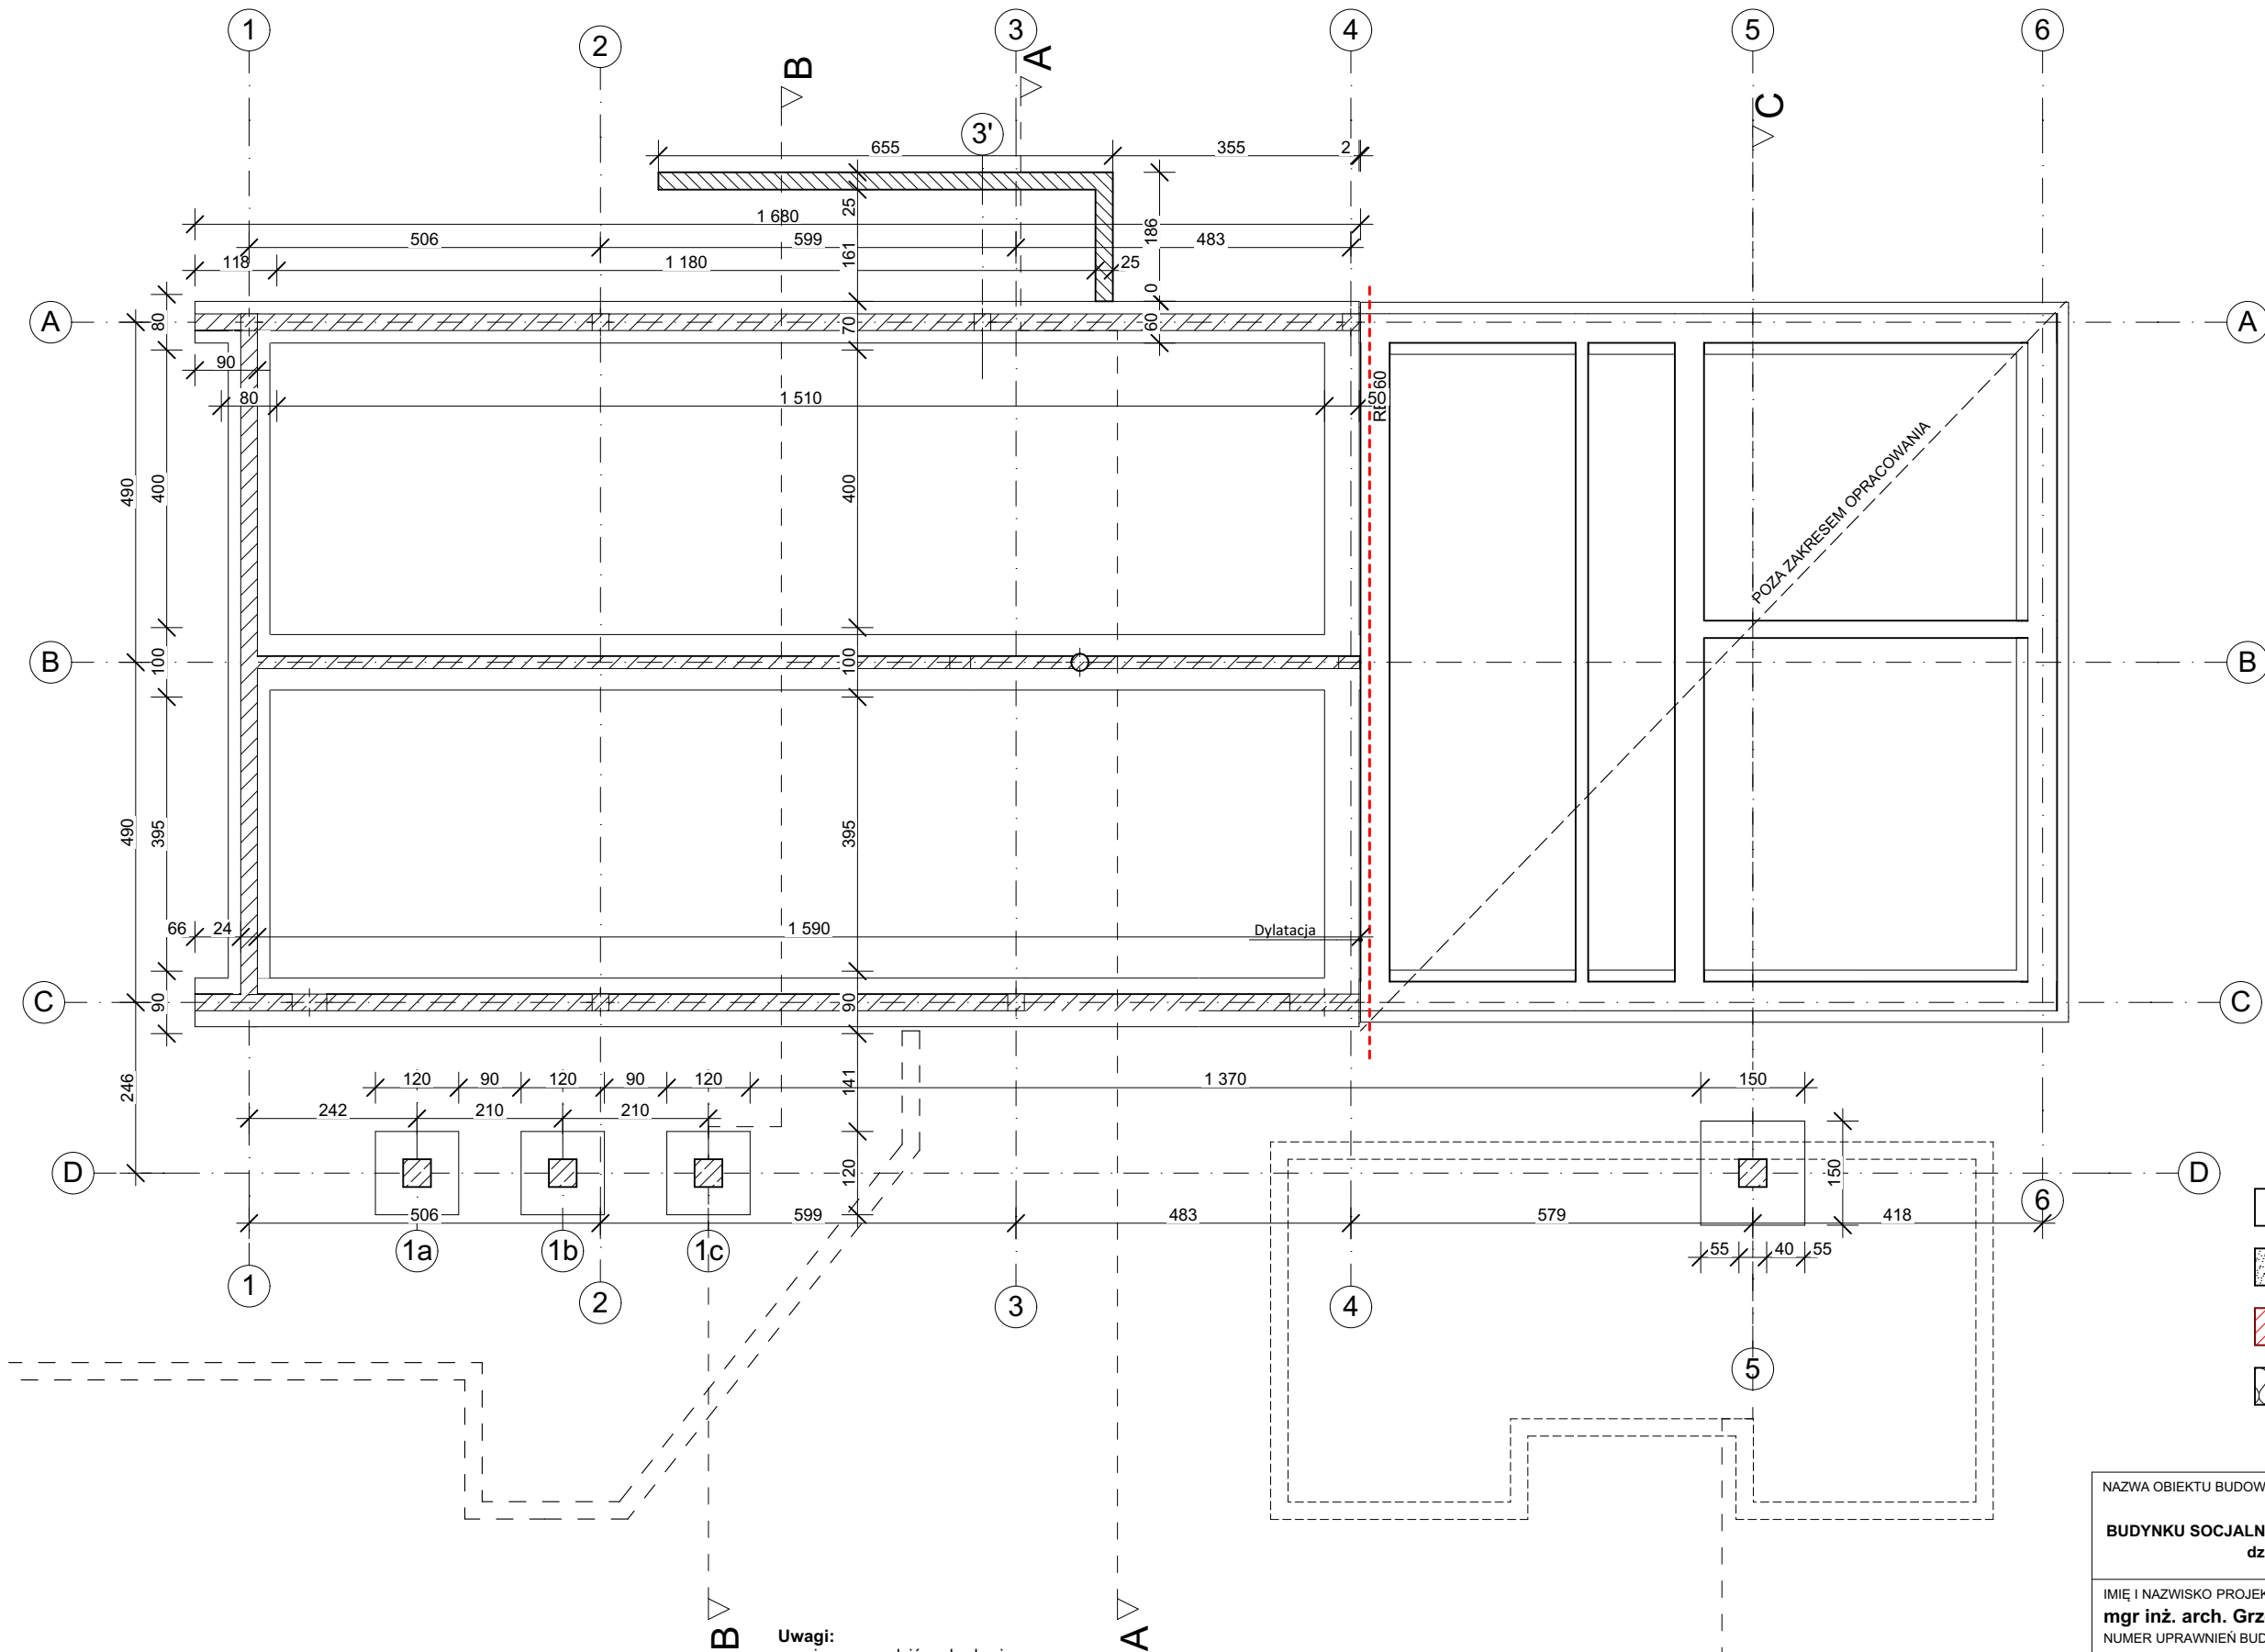 1
2
3
4
5
6
B
A
C
3'
655
355
2
25
186
1 680
506
599
483
161
118
1 180
25
0
A
80
70
60
A
90
80
1 510
50
60
490
400
400
POZA ZAKRESEM OPRACOWANIA
B
100
100
B
490
395
395
66
24
1 590
Dylatacja
C
90
90
C
246
120
90
120
90
120
141
1 370
150
242
210
210
D
120
150
D
506
599
483
579
418
6
1a
1b
1c
55
40
55
1
2
3
4
5
B
A
Uwagi:
NAZWA OBIEKTU BUDOW
BUDYNKU SOCJALN
dz
IMIĘ I NAZWISKO PROJEK
mgr inż. arch. Grz
NUMER UPRAWNIEŃ BUD